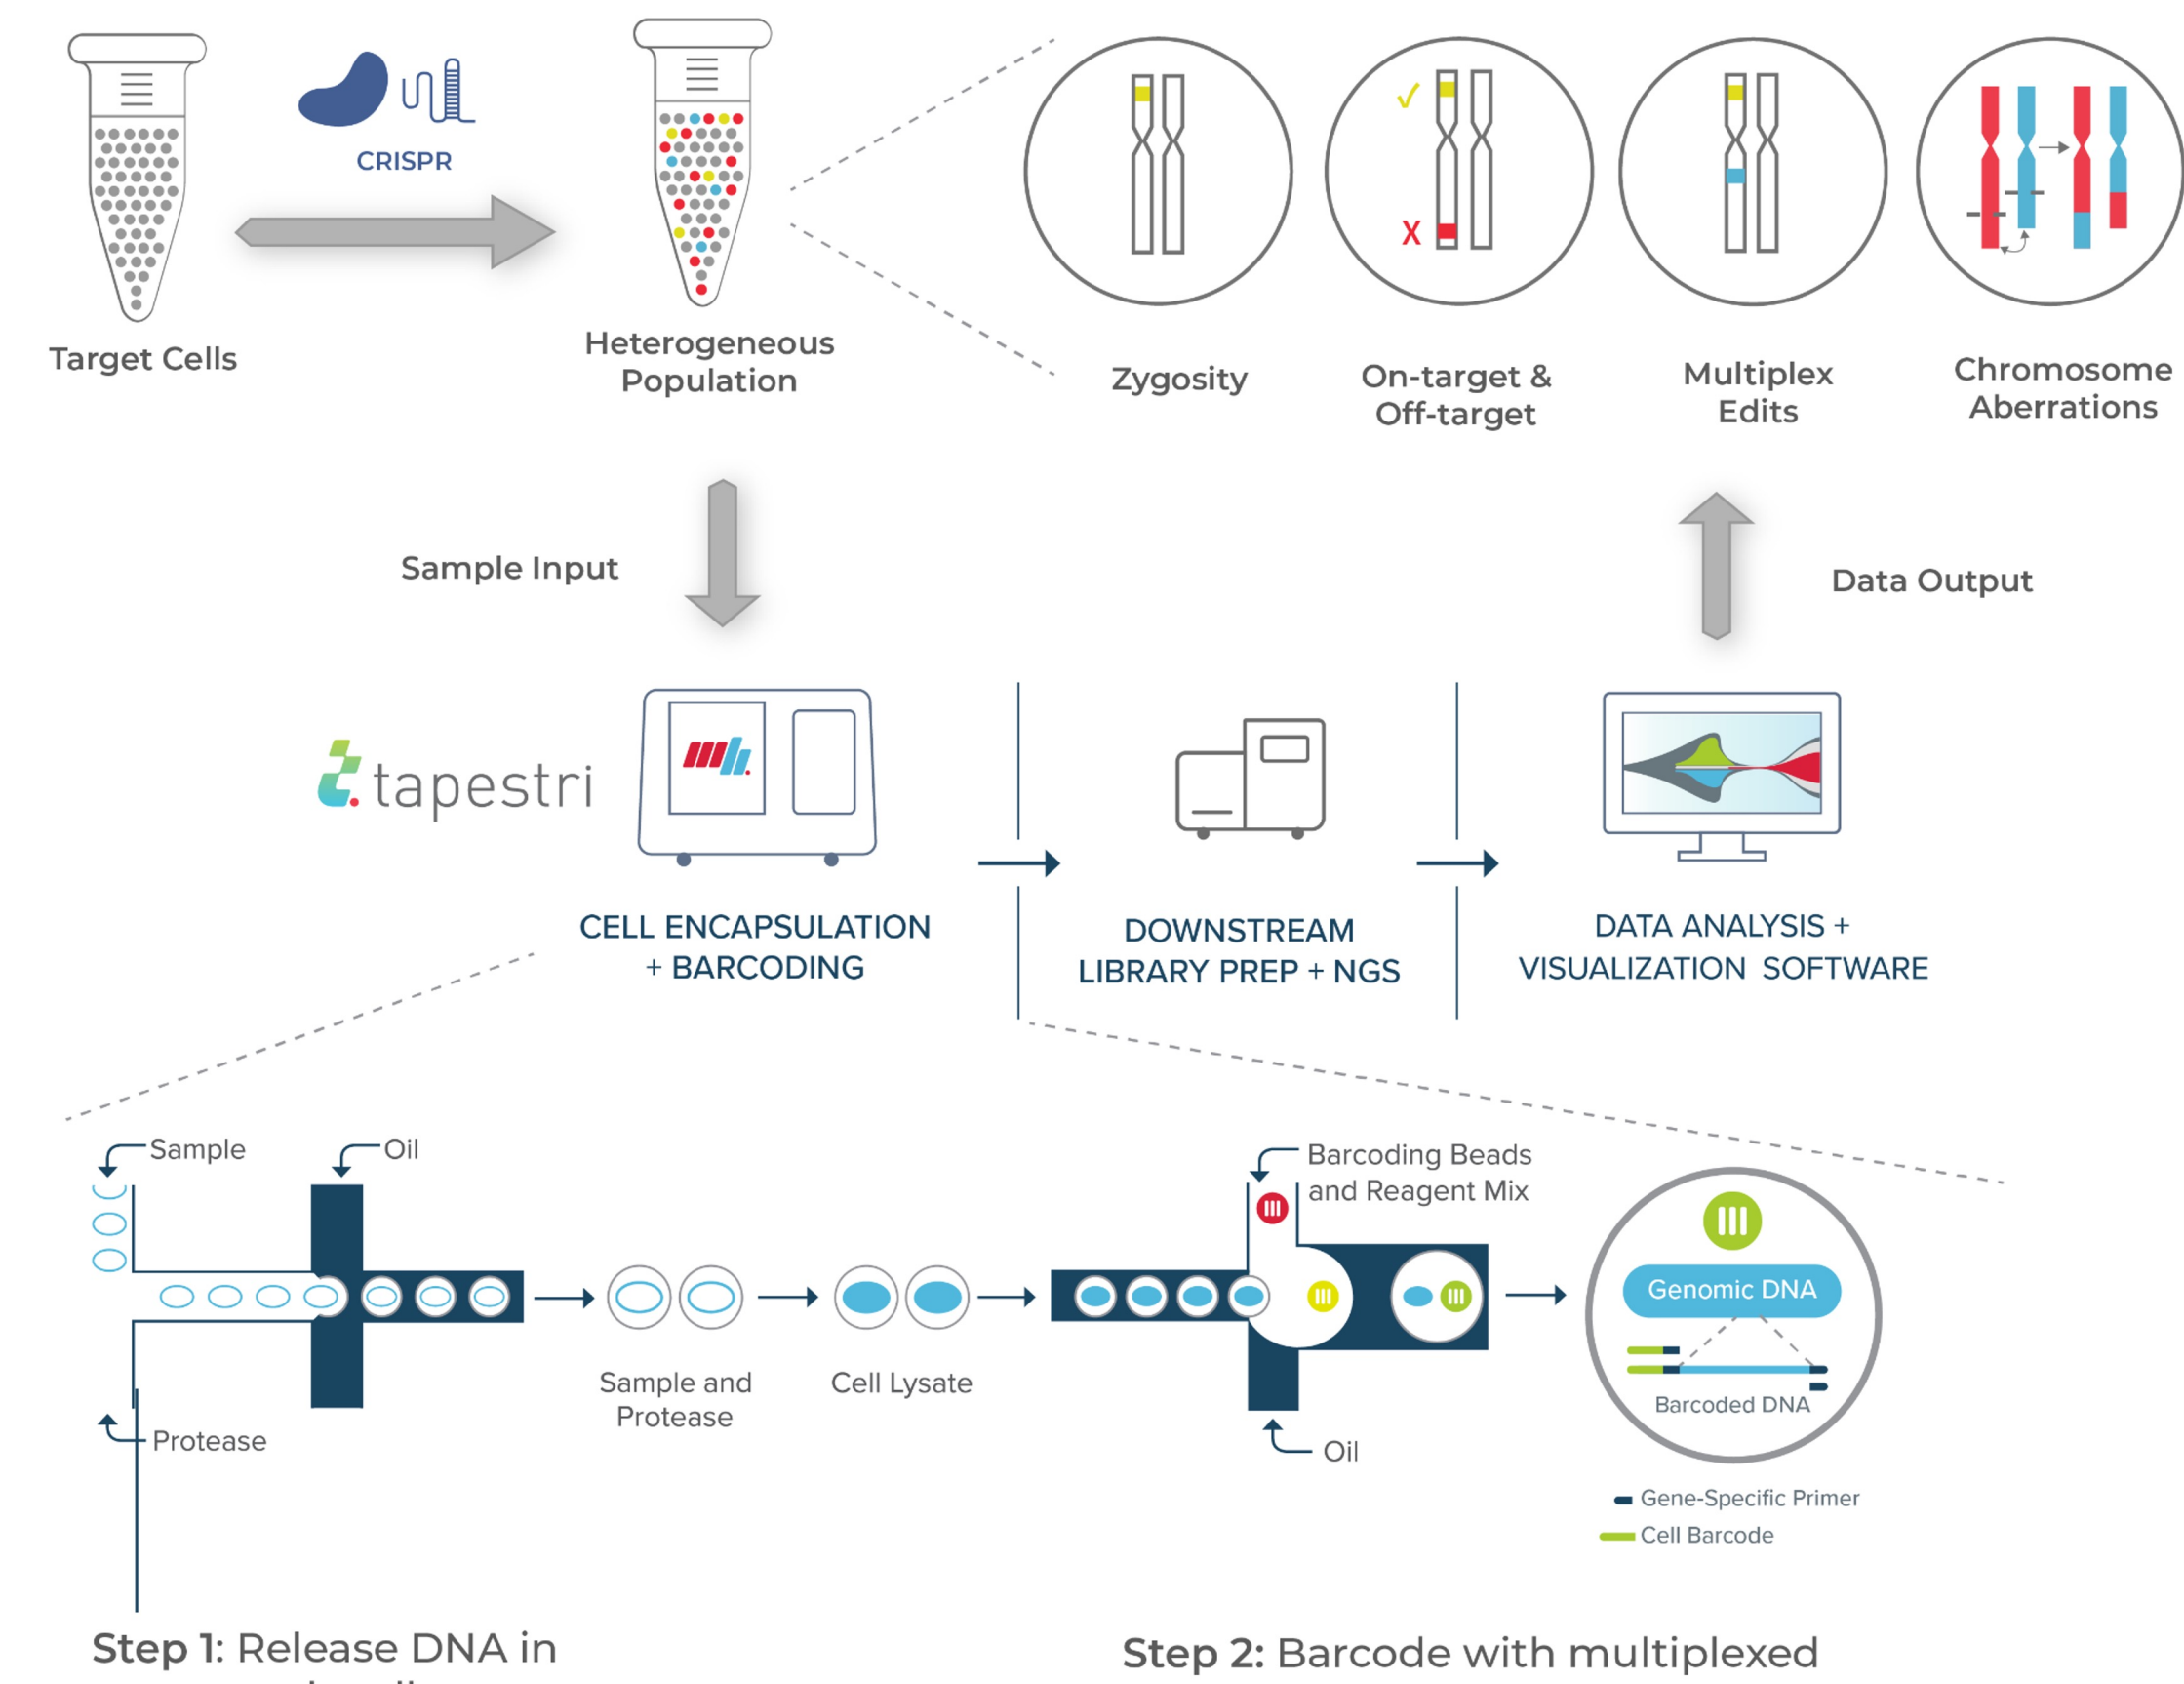 CRISPR
Target Cells
Heterogeneous
Population
Zygosity
On-target &
Off-target
Multiplex
Edits
Chromosome
Aberrations
Sample Input
Data Output
tapestri
CELL ENCAPSULATION
+ BARCODING
DOWNSTREAM
LIBRARY PREP + NGS
DATA ANALYSIS +
VISUALIZATION SOFTWARE
Sample
Oil
Protease
Sample and
Protease
Cell Lysate
Barcoding Beads
and Reagent Mix
Oil
Genomic DNA
Barcoded DNA
Gene-Specific Primer
Cell Barcode
Step 1: Release DNA in
Step 2: Barcode with multiplexed